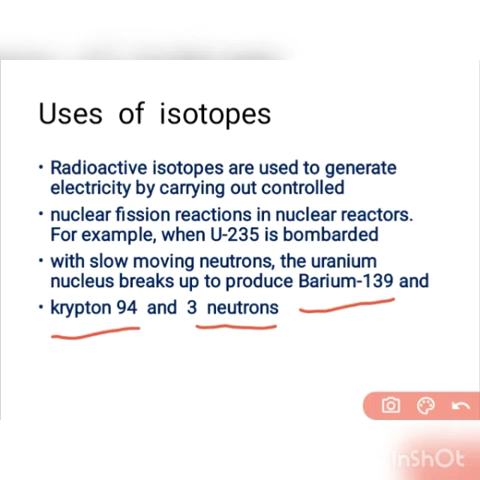 Uses of isotopes
• Radioactive isotopes are used to generate
electricity by carrying out controlled
• nuclear fission reactions in nuclear reactors.
For example, when U-235 is bombarded
• with slow moving neutrons, the uranium
nucleus breaks up to produce Barium-139 and
• krypton 94 and 3 neutrons
InShOt